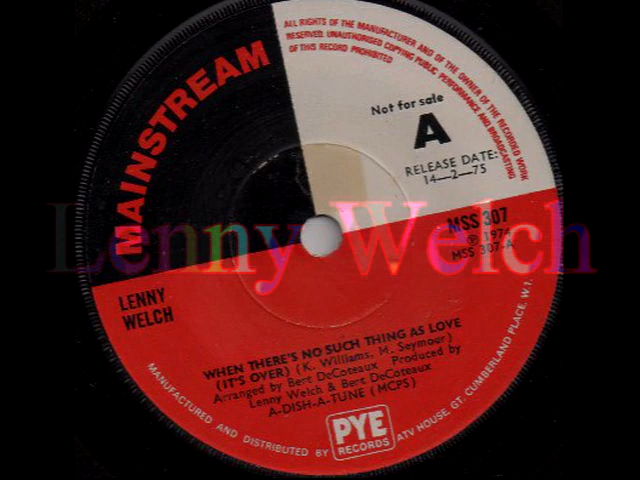 ALL RIGHTS OF THE MANUFACTURER AND OF THE OWNER OF THE RECORDED WORK
RESERVED. UNAUTHORISED COPYING PUBLIC PERFORMANCE AND BROADCASTING
OF THIS RECORD PROHIBITED
MAINSTREAM
Not for sale
A
RELEASE DATE:
14—2—75
Lenny Welch
MSS 307
℗ 1974
MSS 307-A
LENNY
WELCH
WHEN THERE'S NO SUCH THING AS LOVE
(IT'S OVER) (K. Williams, M. Seymour)
Arranged by Bert DeCoteaux Produced by
Lenny Welch & Bert DeCoteaux
A-DISH-A-TUNE (MCPS)
MANUFACTURED AND DISTRIBUTED BY PYE RECORDS ATV HOUSE GT. CUMBERLAND PLACE, W.1.